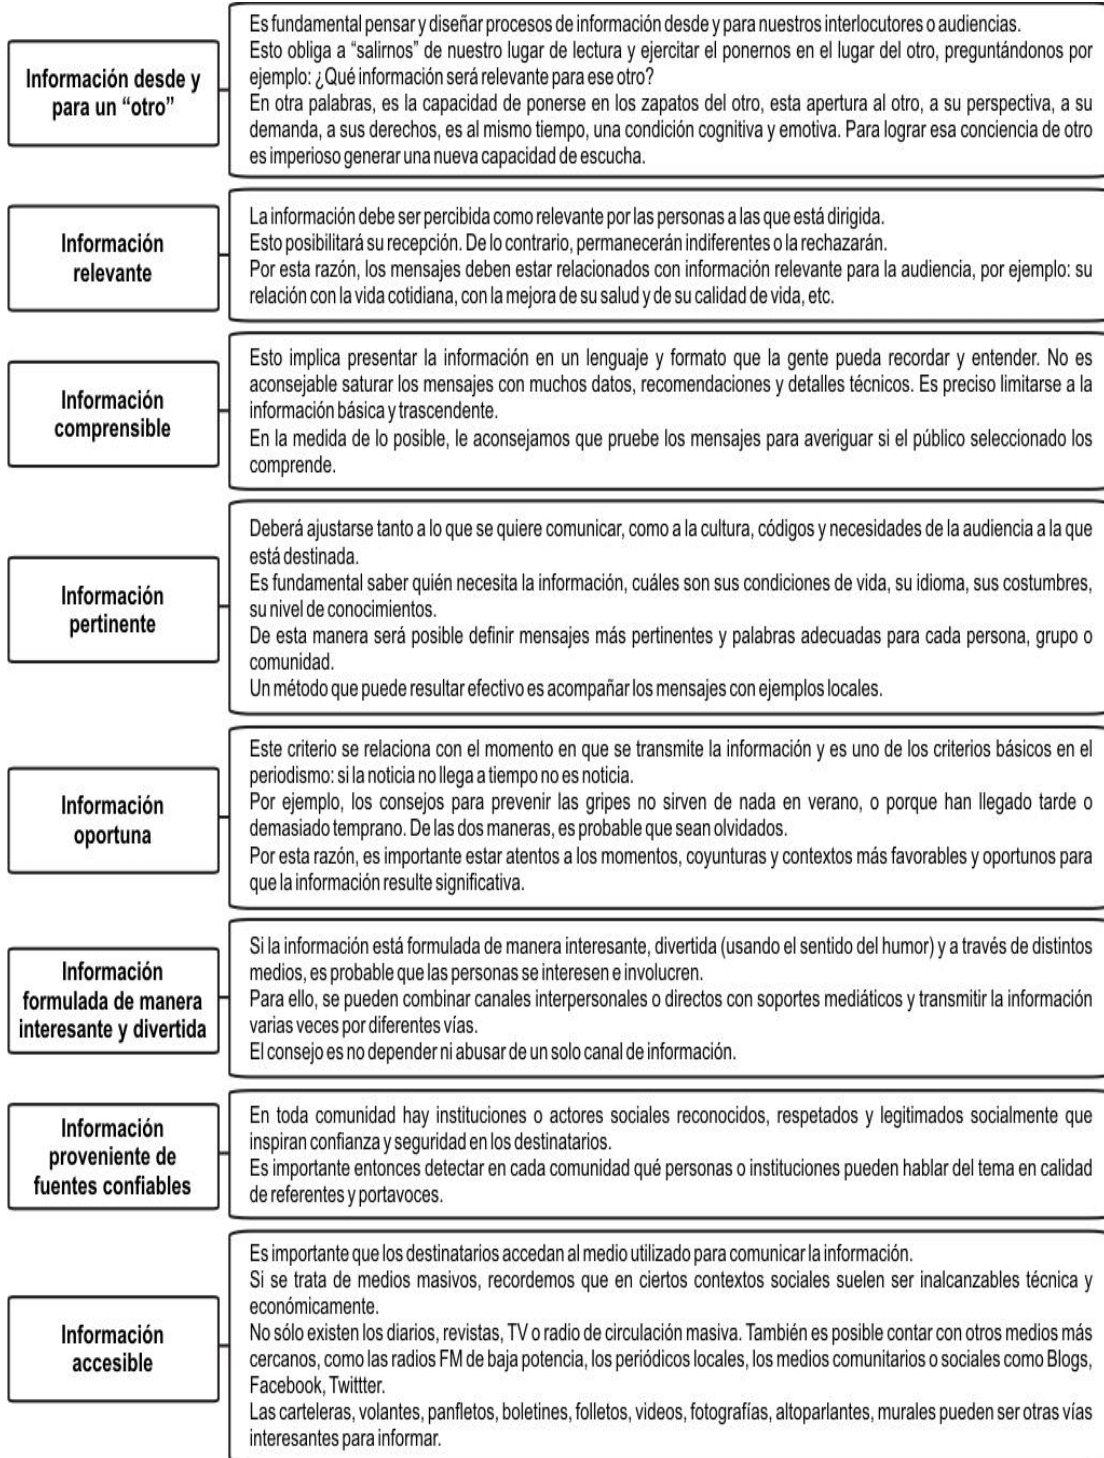 Información desde y
para un “otro”
Es fundamental pensar y diseñar procesos de información desde y para nuestros interlocutores o audiencias.
Esto obliga a “salirnos” de nuestro lugar de lectura y ejercitar el ponernos en el lugar del otro, preguntándonos por
ejemplo: ¿Qué información será relevante para ese otro?
En otra palabras, es la capacidad de ponerse en los zapatos del otro, esta apertura al otro, a su perspectiva, a su
demanda, a sus derechos, es al mismo tiempo, una condición cognitiva y emotiva. Para lograr esa conciencia de otro
es imperioso generar una nueva capacidad de escucha.
Información
relevante
La información debe ser percibida como relevante por las personas a las que está dirigida.
Esto posibilitará su recepción. De lo contrario, permanecerán indiferentes o la rechazarán.
Por esta razón, los mensajes deben estar relacionados con información relevante para la audiencia, por ejemplo: su
relación con la vida cotidiana, con la mejora de su salud y de su calidad de vida, etc.
Información
comprensible
Esto implica presentar la información en un lenguaje y formato que la gente pueda recordar y entender. No es
aconsejable saturar los mensajes con muchos datos, recomendaciones y detalles técnicos. Es preciso limitarse a la
información básica y trascendente.
En la medida de lo posible, le aconsejamos que pruebe los mensajes para averiguar si el público seleccionado los
comprende.
Información
pertinente
Deberá ajustarse tanto a lo que se quiere comunicar, como a la cultura, códigos y necesidades de la audiencia a la que
está destinada.
Es fundamental saber quién necesita la información, cuáles son sus condiciones de vida, su idioma, sus costumbres,
su nivel de conocimientos.
De esta manera será posible definir mensajes más pertinentes y palabras adecuadas para cada persona, grupo o
comunidad.
Un método que puede resultar efectivo es acompañar los mensajes con ejemplos locales.
Información
oportuna
Este criterio se relaciona con el momento en que se transmite la información y es uno de los criterios básicos en el
periodismo: si la noticia no llega a tiempo no es noticia.
Por ejemplo, los consejos para prevenir las gripes no sirven de nada en verano, o porque han llegado tarde o
demasiado temprano. De las dos maneras, es probable que sean olvidados.
Por esta razón, es importante estar atentos a los momentos, coyunturas y contextos más favorables y oportunos para
que la información resulte significativa.
Información
formulada de manera
interesante y divertida
Si la información está formulada de manera interesante, divertida (usando el sentido del humor) y a través de distintos
medios, es probable que las personas se interesen e involucren.
Para ello, se pueden combinar canales interpersonales o directos con soportes mediáticos y transmitir la información
varias veces por diferentes vías.
El consejo es no depender ni abusar de un solo canal de información.
Información
proveniente de
fuentes confiables
En toda comunidad hay instituciones o actores sociales reconocidos, respetados y legitimados socialmente que
inspiran confianza y seguridad en los destinatarios.
Es importante entonces detectar en cada comunidad qué personas o instituciones pueden hablar del tema en calidad
de referentes y portavoces.
Información
accesible
Es importante que los destinatarios accedan al medio utilizado para comunicar la información.
Si se trata de medios masivos, recordemos que en ciertos contextos sociales suelen ser inalcanzables técnica y
económicamente.
No sólo existen los diarios, revistas, TV o radio de circulación masiva. También es posible contar con otros medios más
cercanos, como las radios FM de baja potencia, los periódicos locales, los medios comunitarios o sociales como Blogs,
Facebook, Twittter.
Las carteleras, volantes, panfletos, boletines, folletos, videos, fotografías, altoparlantes, murales pueden ser otras vías
interesantes para informar.